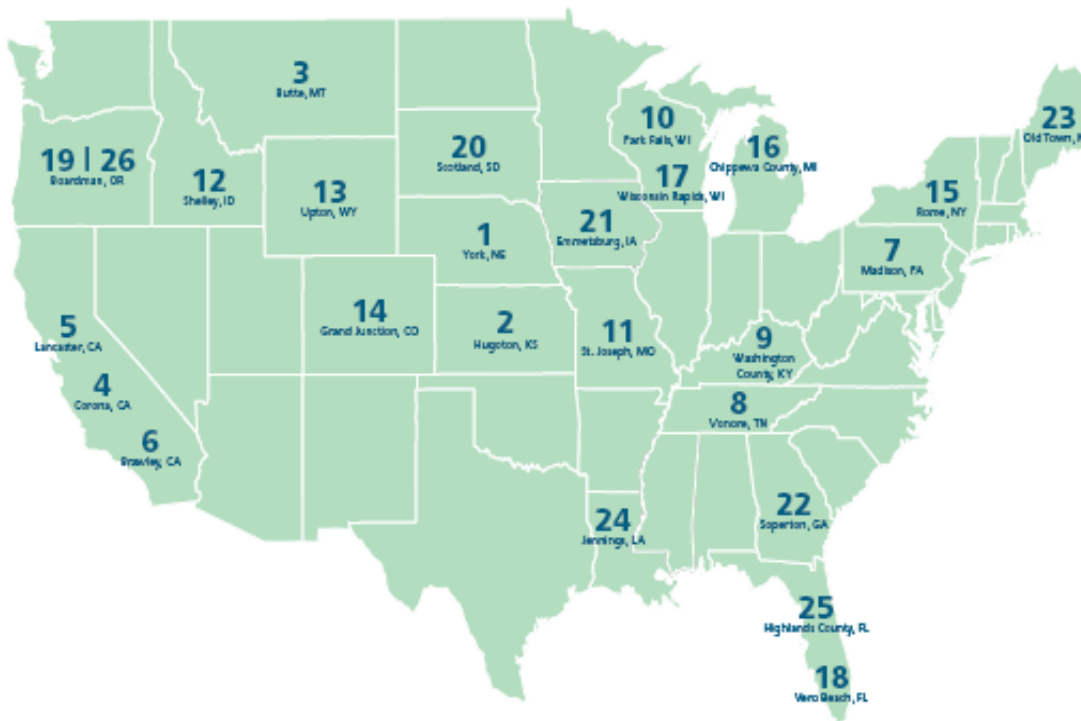 3
Butte, MT
10
Park Falls, WI
23
Old Town,
19 | 26
Boardman, OR
20
Scotland, SD
16
Chippewa County, MI
12
Shelley, ID
13
Upton, WY
17
Wisconsin Rapids, WI
15
Rome, NY
1
York, NE
21
Emmetsburg, IA
7
Madison, PA
5
Lancaster, CA
14
Grand Junction, CO
2
Hugoton, KS
11
St. Joseph, MO
9
Washington
County, KY
4
Corona, CA
8
Vonore, TN
6
Brawley, CA
24
Jennings, LA
22
Soperton, GA
25
Highlands County, FL
18
Vero Beach, FL